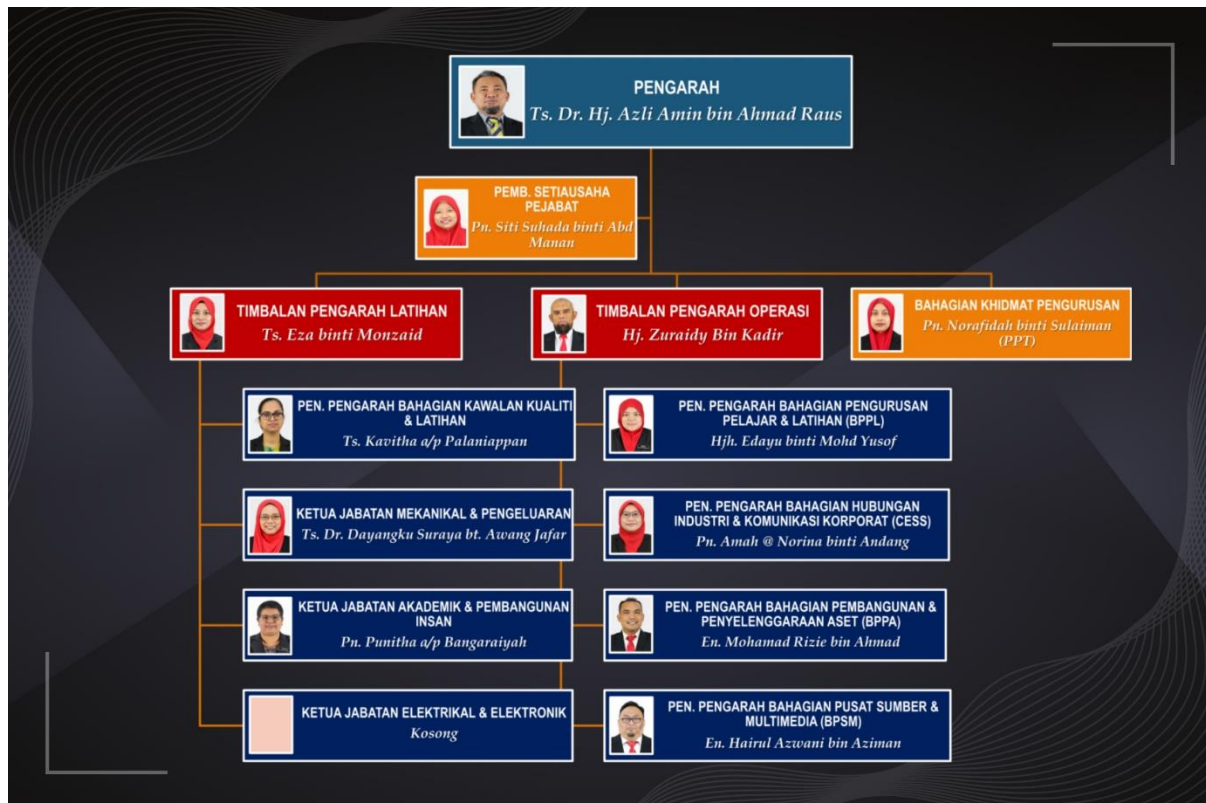 PENGARAH
Ts. Dr. Hj. Azli Amin bin Ahmad Raus
PEMB. SETIAUSAHA
PEJABAT
Pn. Siti Suhada binti Abd
Manan
TIMBALAN PENGARAH LATIHAN
Ts. Eza binti Monzaid
TIMBALAN PENGARAH OPERASI
Hj. Zuraidy Bin Kadir
BAHAGIAN KHIDMAT PENGURUSAN
Pn. Norafidah binti Sulaiman
(PPT)
PEN. PENGARAH BAHAGIAN KAWALAN KUALITI
& LATIHAN
Ts. Kavitha a/p Palaniappan
PEN. PENGARAH BAHAGIAN PENGURUSAN
PELAJAR & LATIHAN (BPPL)
Hjh. Edayu binti Mohd Yusof
KETUA JABATAN MEKANIKAL & PENGELUARAN
Ts. Dr. Dayangku Suraya bt. Awang Jafar
PEN. PENGARAH BAHAGIAN HUBUNGAN
INDUSTRI & KOMUNIKASI KORPORAT (CESS)
Pn. Amah @ Norina binti Andang
KETUA JABATAN AKADEMIK & PEMBANGUNAN
INSAN
Pn. Punitha a/p Bangaraiyah
PEN. PENGARAH BAHAGIAN PEMBANGUNAN &
PENYELENGGARAAN ASET (BPPA)
En. Mohamad Rizie bin Ahmad
KETUA JABATAN ELEKTRIKAL & ELEKTRONIK
Kosong
PEN. PENGARAH BAHAGIAN PUSAT SUMBER &
MULTIMEDIA (BPSM)
En. Hairul Azwani bin Aziman